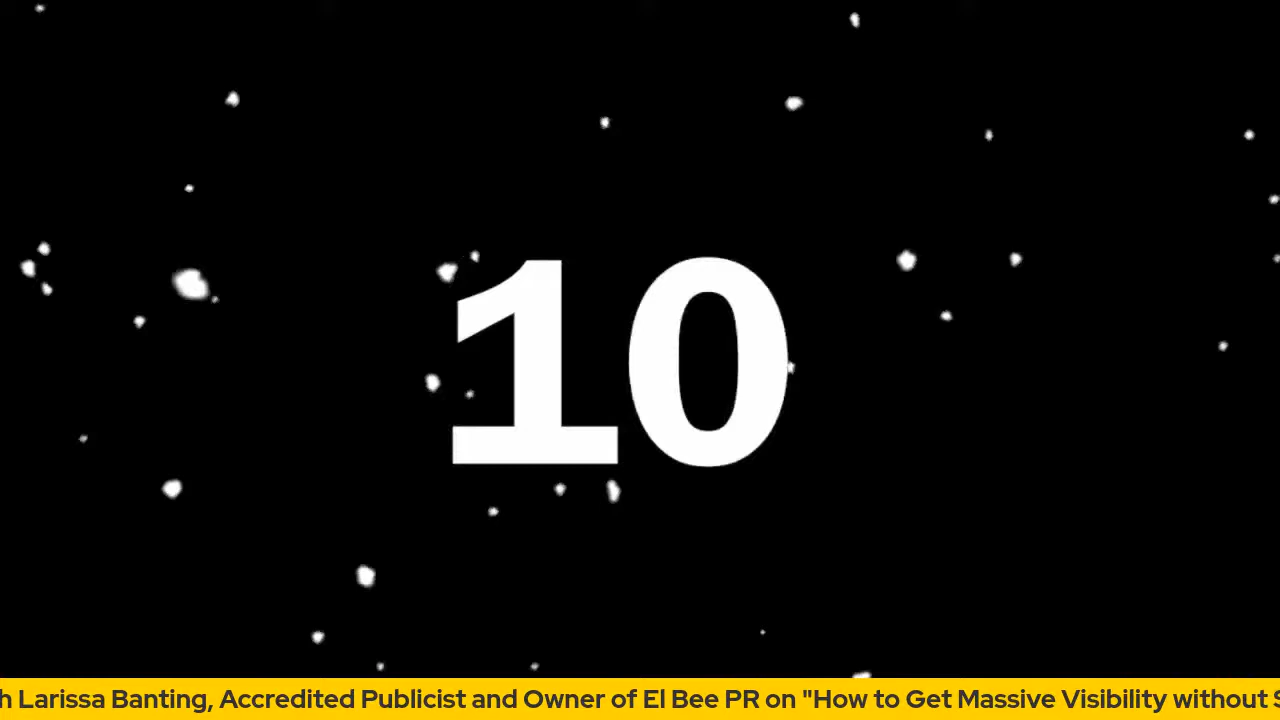 10
Larissa Banting, Accredited Publicist and Owner of El Bee PR on "How to Get Massive Visibility without